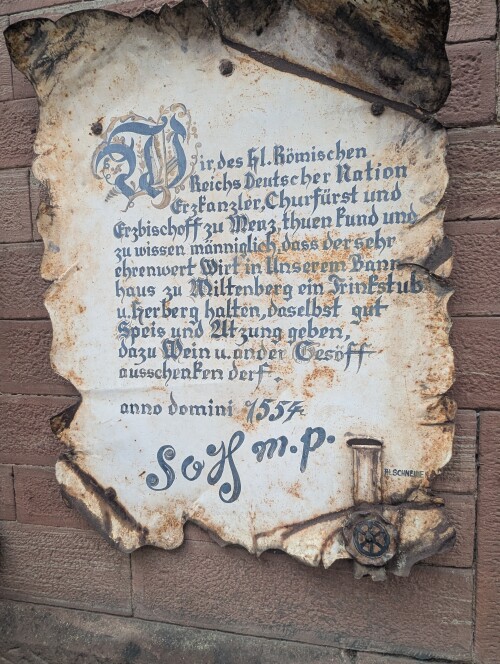 Wir, des hl. Römischen
Reichs Deutscher Nation
Erzkanzler, Churfürst und
Erzbischoff zu Menz, thuen kund und
zu wissen männiglich, dass der sehr
ehrenwert Wirt in Unserem Bann-
haus zu Miltenberg ein Trinkstub
u. herberg halten, daselbst gut
Speis und Atzung geben,
dazu Wein u. ander Gesöff
ausschenken derf.
anno domini 1554.
m.p.